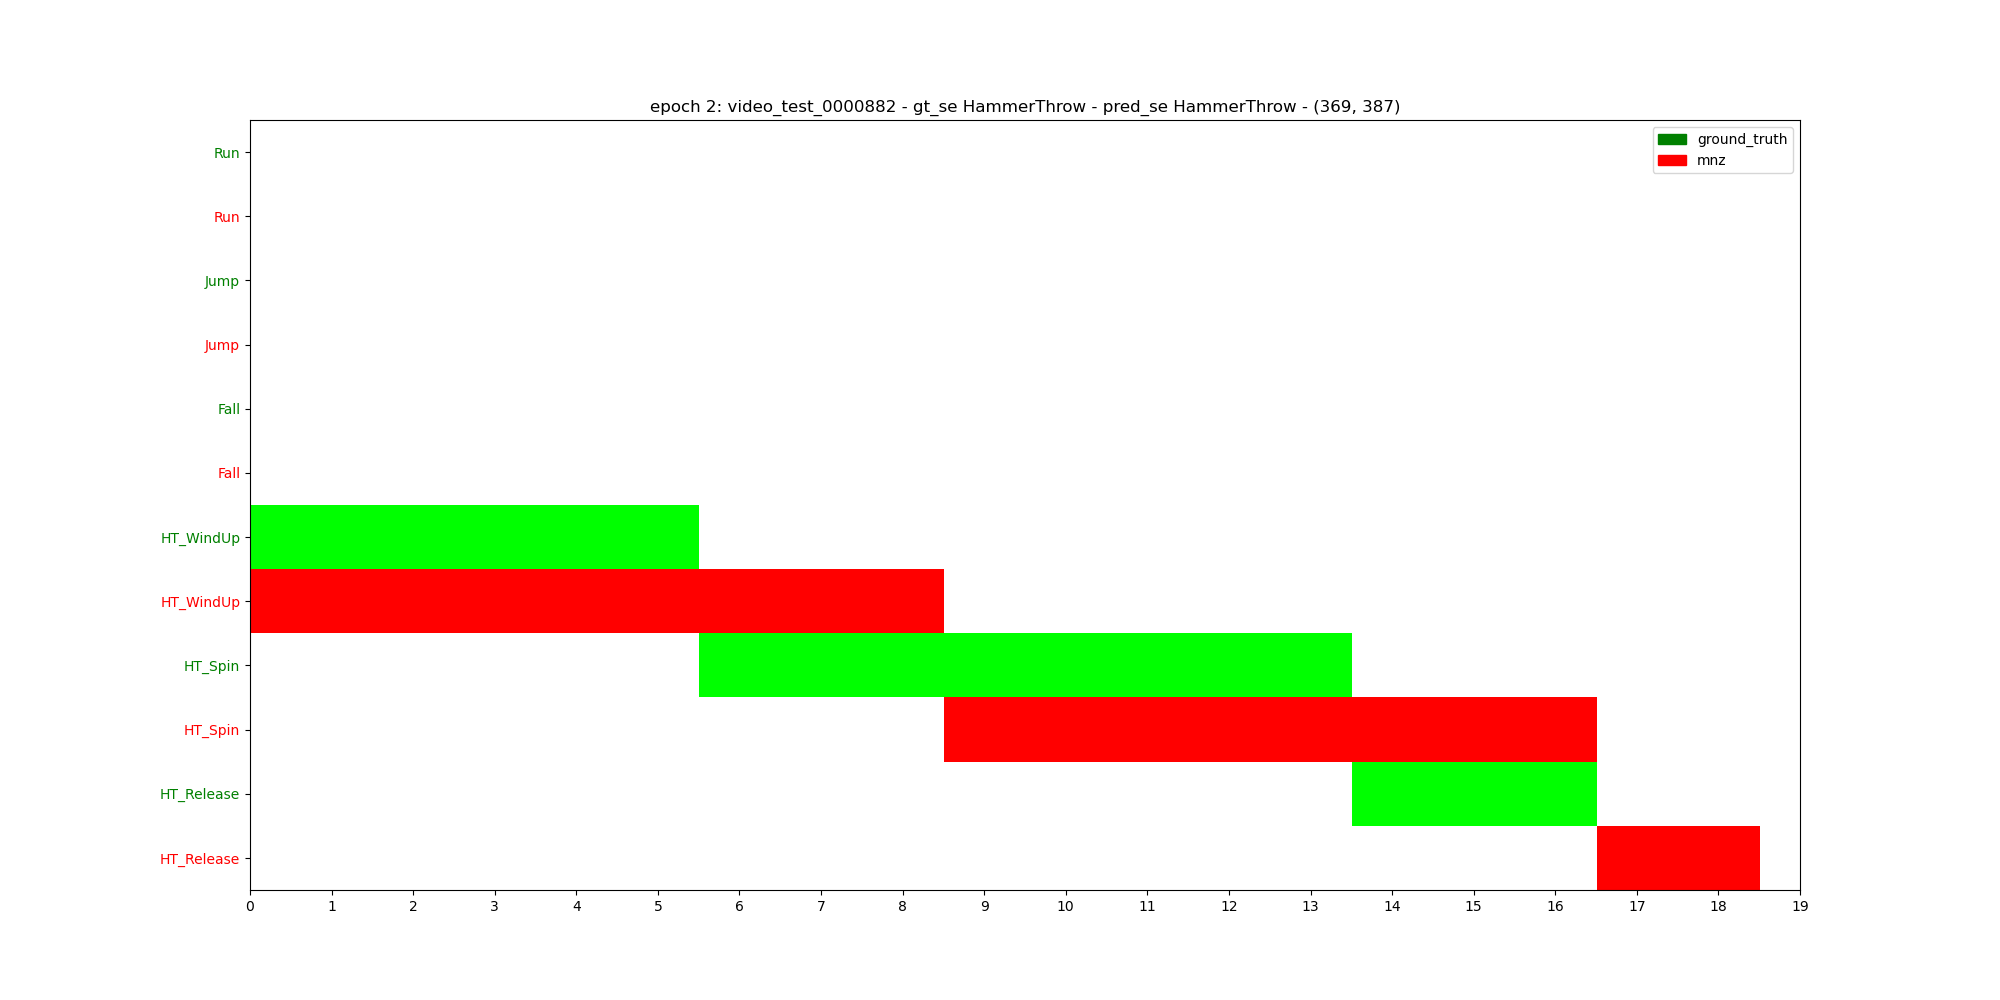 epoch 2: video_test_0000882 - gt_se HammerThrow - pred_se HammerThrow - (369, 387)
ground_truth
mnz
Run
Run
Jump
Jump
Fall
Fall
HT_WindUp
HT_WindUp
HT_Spin
HT_Spin
HT_Release
HT_Release
0 1 2 3 4 5 6 7 8 9 10 11 12 13 14 15 16 17 18 19